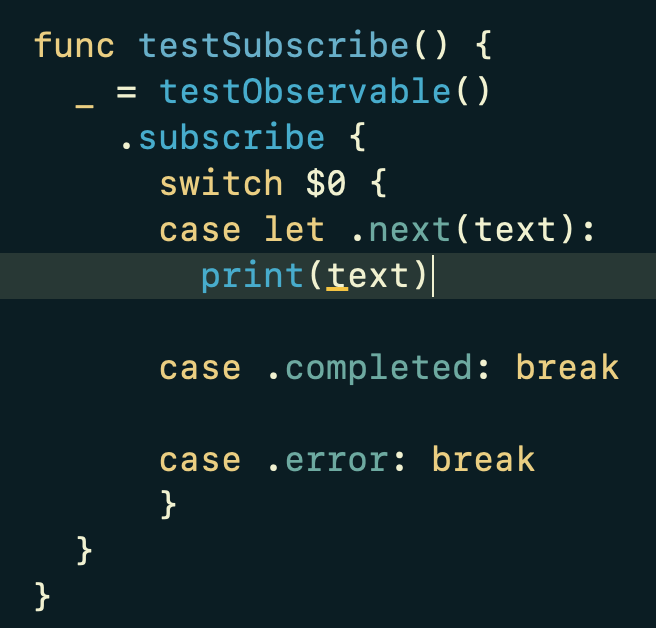 func testSubscribe() {
  _ = testObservable()
    .subscribe {
      switch $0 {
      case let .next(text):
        print(text)
      case .completed: break
      case .error: break
      }
  }
}